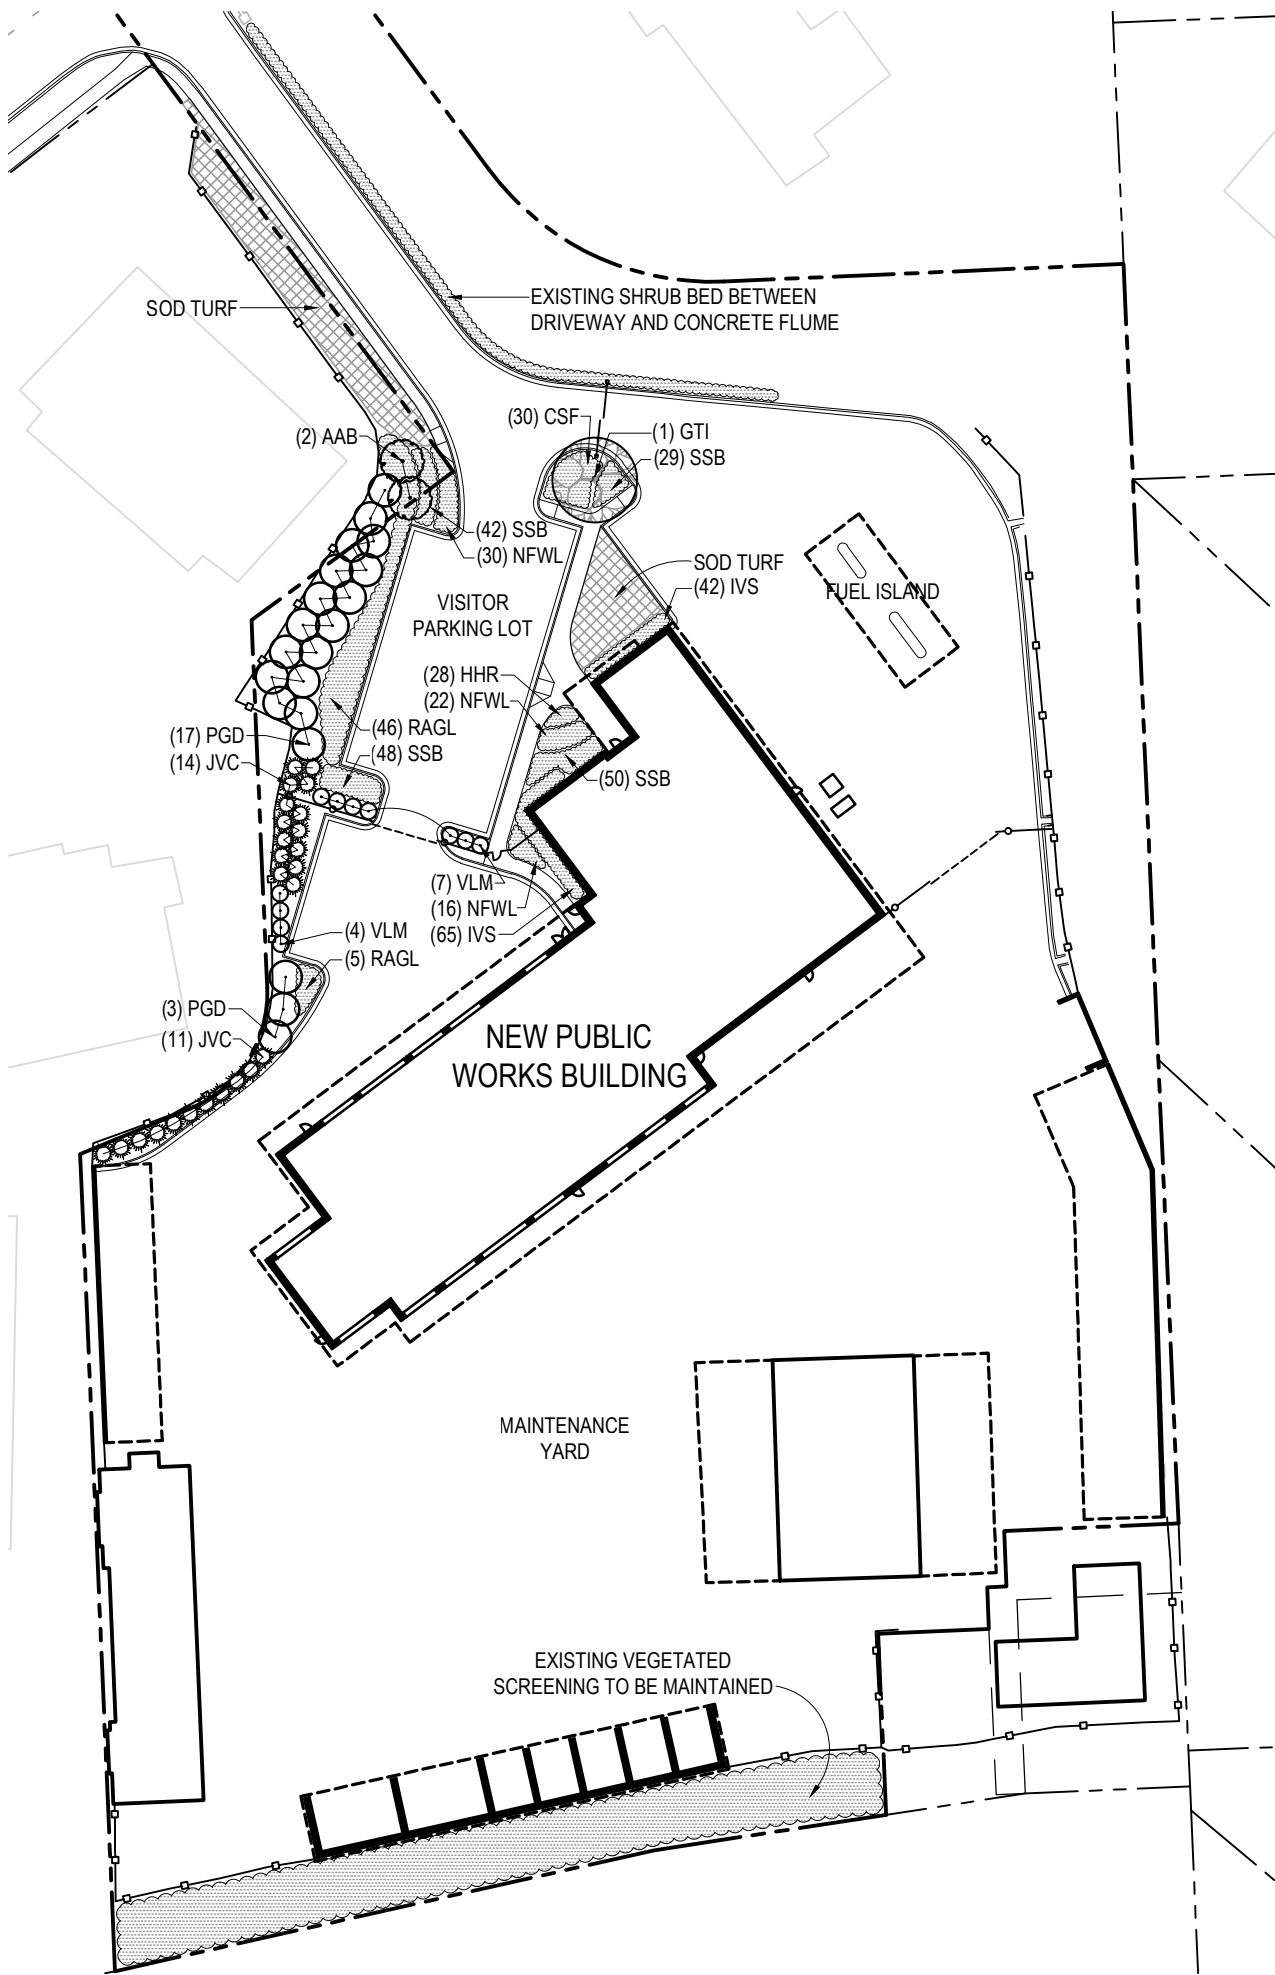 SOD TURF
EXISTING SHRUB BED BETWEEN
DRIVEWAY AND CONCRETE FLUME
(30) CSF
(2) AAB
(1) GTI
(29) SSB
(42) SSB
(30) NFWL
SOD TURF
(42) IVS
FUEL ISLAND
VISITOR
PARKING LOT
(28) HHR
(22) NFWL
(46) RAGL
(17) PGD
(48) SSB
(14) JVC
(50) SSB
(7) VLM
(16) NFWL
(65) IVS
(4) VLM
(5) RAGL
(3) PGD
(11) JVC
NEW PUBLIC
WORKS BUILDING
MAINTENANCE
YARD
EXISTING VEGETATED
SCREENING TO BE MAINTAINED